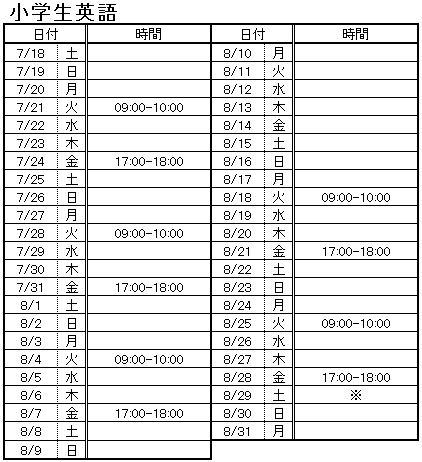 小学生英語
日付 時間 日付 時間
7/18 土 8/10 月
7/19 日 8/11 火
7/20 月 8/12 水
7/21 火 09:00-10:00 8/13 木
7/22 水 8/14 金
7/23 木 8/15 土
7/24 金 17:00-18:00 8/16 日
7/25 土 8/17 月
7/26 日 8/18 火 09:00-10:00
7/27 月 8/19 水
7/28 火 09:00-10:00 8/20 木
7/29 水 8/21 金 17:00-18:00
7/30 木 8/22 土
7/31 金 17:00-18:00 8/23 日
8/1 土 8/24 月
8/2 日 8/25 火 09:00-10:00
8/3 月 8/26 水
8/4 火 09:00-10:00 8/27 木
8/5 水 8/28 金 17:00-18:00
8/6 木 8/29 土 ※
8/7 金 17:00-18:00 8/30 日
8/8 土 8/31 月
8/9 日